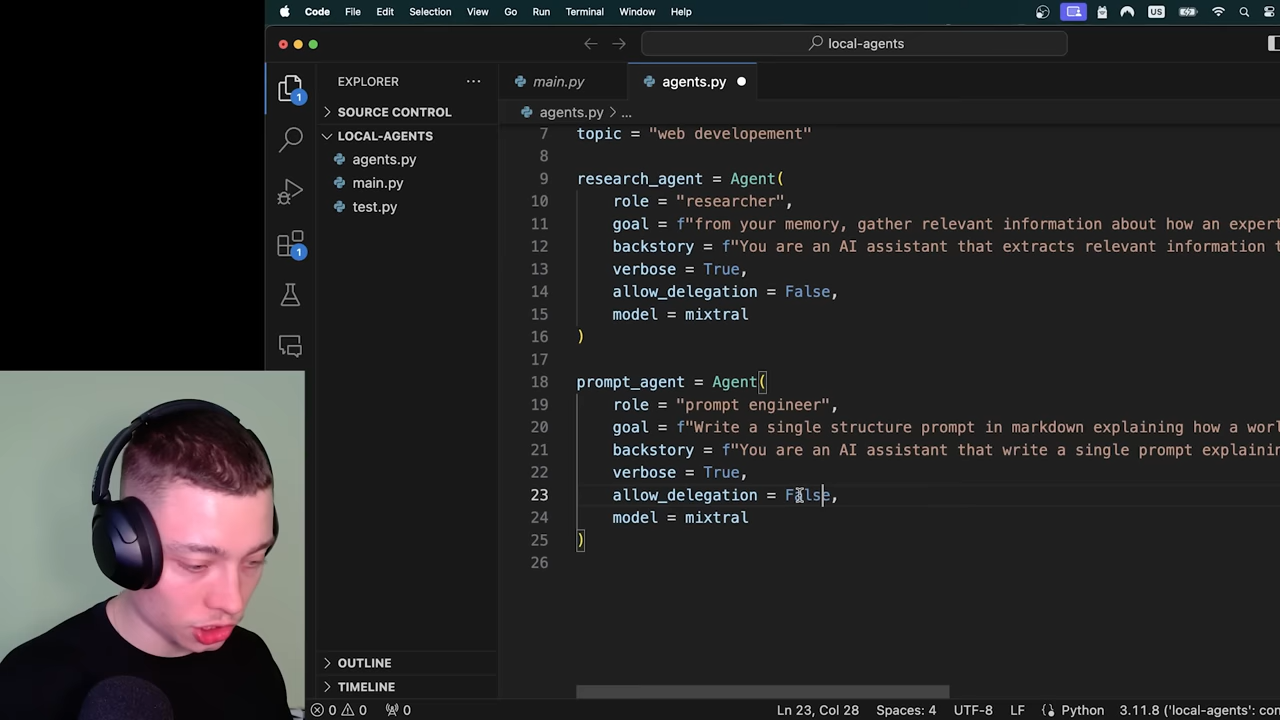 Code File Edit Selection View Go Run Terminal Window Help US
local-agents
EXPLORER
main.py
agents.py
1
SOURCE CONTROL
agents.py > ...
LOCAL-AGENTS
agents.py
main.py
test.py
1
7 topic = "web developement"
8
9 research_agent = Agent(
10 role = "researcher",
11 goal = f"from your memory, gather relevant information about how an expert
12 backstory = f"You are an AI assistant that extracts relevant information
13 verbose = True,
14 allow_delegation = False,
15 model = mixtral
16 )
17
18 prompt_agent = Agent(
19 role = "prompt engineer",
20 goal = f"Write a single structure prompt in markdown explaining how a
21 backstory = f"You are an AI assistant that write a single prompt
22 verbose = True,
23 allow_delegation = False,
24 model = mixtral
25 )
26
OUTLINE
TIMELINE
0 0 0 Ln 23, Col 28 Spaces: 4 UTF-8 LF Python 3.11.8 ('local-agents':